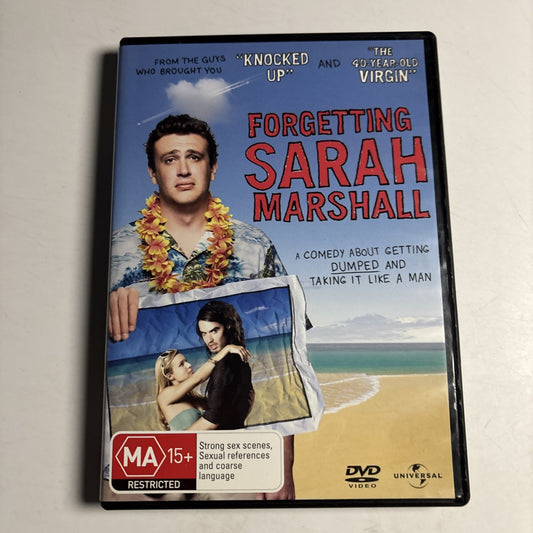 FROM THE GUYS
WHO BROUGHT YOU
"KNOCKED
UP"
AND
"THE
40-YEAR-OLD
VIRGIN"
FORGETTING
SARAH
MARSHALL
A COMEDY ABOUT GETTING
DUMPED AND
TAKING IT LIKE A MAN
MA 15+
RESTRICTED
Strong sex scenes,
Sexual references
and coarse
language
DVD
VIDEO
UNIVERSAL